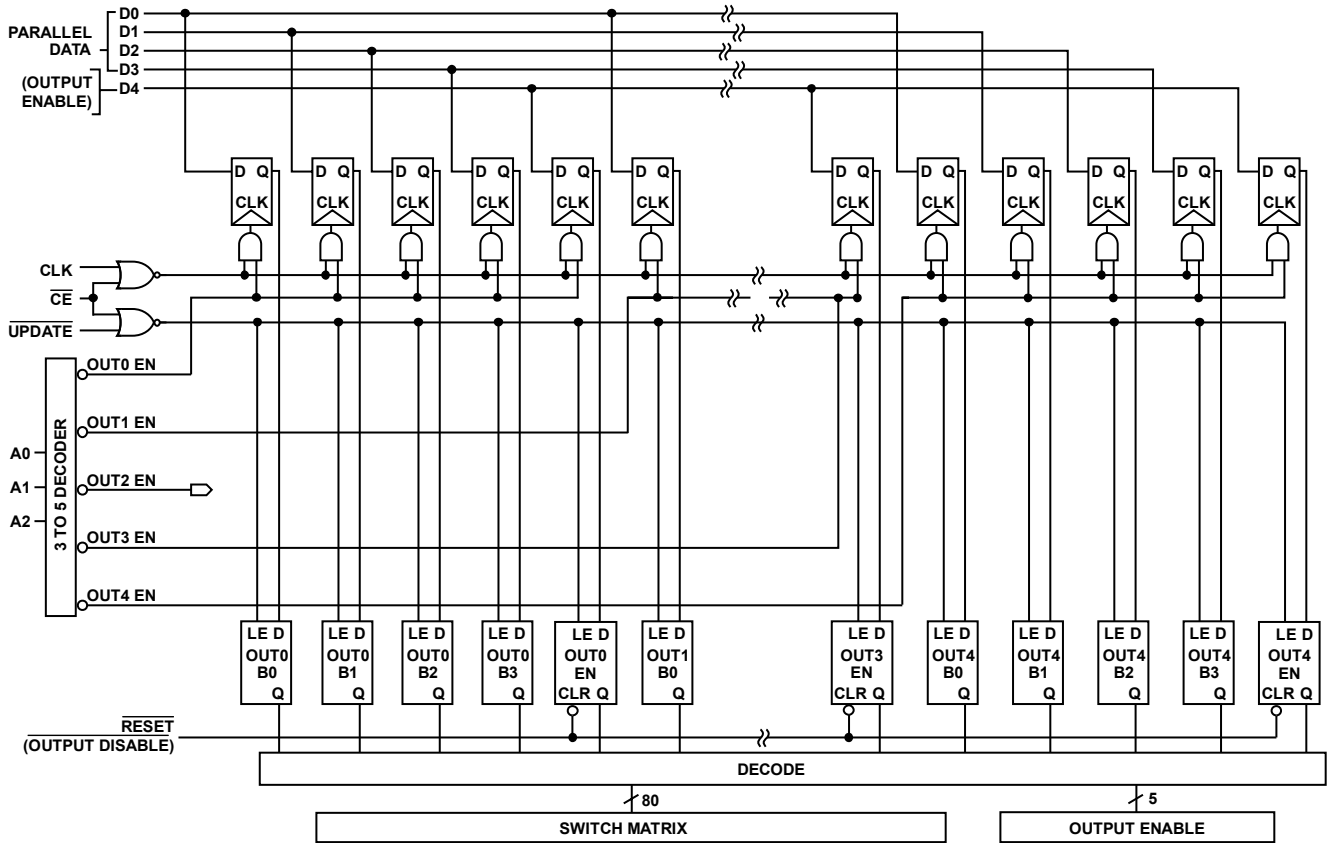 PARALLEL
DATA
D0
D1
D2
D3
(OUTPUT
ENABLE)
D4
D Q
CLK
D Q
CLK
D Q
CLK
D Q
CLK
D Q
CLK
D Q
CLK
D Q
CLK
D Q
CLK
D Q
CLK
D Q
CLK
D Q
CLK
D Q
CLK
CLK
CE
UPDATE
3 TO 5 DECODER
A0
A1
A2
OUT0 EN
OUT1 EN
OUT2 EN
OUT3 EN
OUT4 EN
LE D
OUT0
B0
Q
LE D
OUT0
B1
Q
LE D
OUT0
B2
Q
LE D
OUT0
B3
Q
LE D
OUT0
EN
CLR Q
LE D
OUT1
B0
Q
LE D
OUT3
EN
CLR Q
LE D
OUT4
B0
Q
LE D
OUT4
B1
Q
LE D
OUT4
B2
Q
LE D
OUT4
B3
Q
LE D
OUT4
EN
CLR Q
RESET
(OUTPUT DISABLE)
DECODE
80
5
SWITCH MATRIX
OUTPUT ENABLE